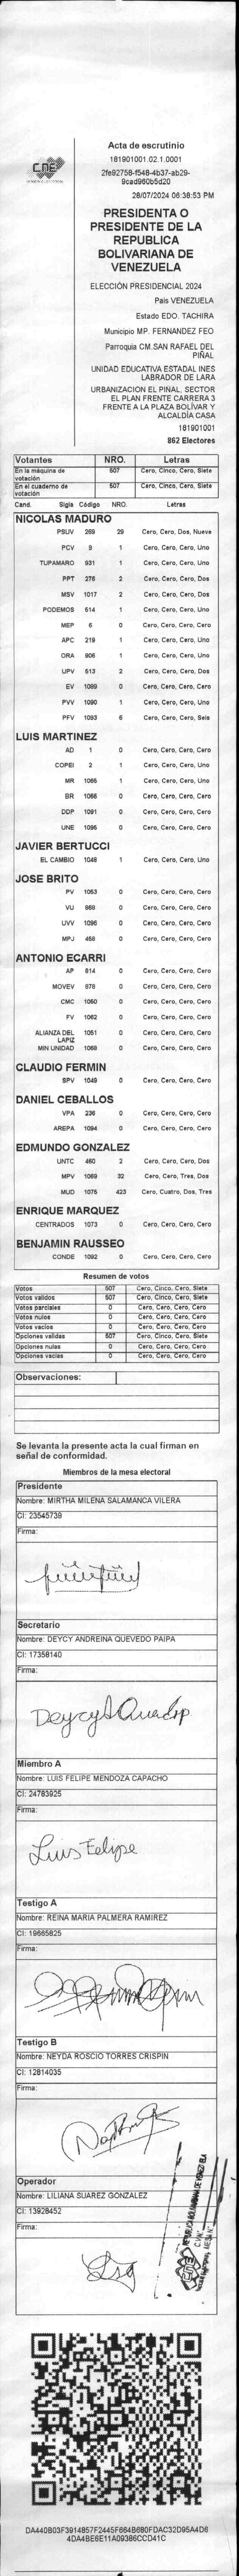 CNE
Acta de escrutinio
181901001.02.1.0001
2fe92758-f548-4b37-ab29-
9cad960b5d20
28/07/2024 06:38:53 PM
PRESIDENTA O
PRESIDENTE DE LA
REPUBLICA
BOLIVARIANA DE
VENEZUELA
ELECCIÓN PRESIDENCIAL 2024
País VENEZUELA
Estado EDO. TACHIRA
Municipio MP. FERNANDEZ FEO
Parroquia CM.SAN RAFAEL DEL
PIÑAL
UNIDAD EDUCATIVA ESTADAL INES
LABRADOR DE LARA
URBANIZACION EL PIÑAL, SECTOR
EL PLAN FRENTE CARRERA 3
FRENTE A LA PLAZA BOLÍVAR Y
ALCALDÍA CASA
181901001
862 Electores
Votantes NRO. Letras
En la máquina de votación 507 Cero, Cinco, Cero, Siete
En el cuaderno de votación 507 Cero, Cinco, Cero, Siete
Cand. Sigla Código NRO. Letras
NICOLAS MADURO
PSUV 269 29 Cero, Cero, Dos, Nueve
PCV 9 1 Cero, Cero, Cero, Uno
TUPAMARO 931 1 Cero, Cero, Cero, Uno
PPT 276 2 Cero, Cero, Cero, Dos
MSV 1017 2 Cero, Cero, Cero, Dos
PODEMOS 514 1 Cero, Cero, Cero, Uno
MEP 6 0 Cero, Cero, Cero, Cero
APC 219 1 Cero, Cero, Cero, Uno
ORA 906 1 Cero, Cero, Cero, Uno
UPV 513 2 Cero, Cero, Cero, Dos
EV 1089 0 Cero, Cero, Cero, Cero
PVV 1090 1 Cero, Cero, Cero, Uno
PFV 1093 6 Cero, Cero, Cero, Seis
LUIS MARTINEZ
AD 1 0 Cero, Cero, Cero, Cero
COPEI 2 1 Cero, Cero, Cero, Uno
MR 1065 1 Cero, Cero, Cero, Uno
BR 1066 0 Cero, Cero, Cero, Cero
DDP 1091 0 Cero, Cero, Cero, Cero
UNE 1095 0 Cero, Cero, Cero, Cero
JAVIER BERTUCCI
EL CAMBIO 1048 1 Cero, Cero, Cero, Uno
JOSE BRITO
PV 1053 0 Cero, Cero, Cero, Cero
VU 868 0 Cero, Cero, Cero, Cero
UVV 1096 0 Cero, Cero, Cero, Cero
MPJ 458 0 Cero, Cero, Cero, Cero
ANTONIO ECARRI
AP 814 0 Cero, Cero, Cero, Cero
MOVEV 878 0 Cero, Cero, Cero, Cero
CMC 1050 0 Cero, Cero, Cero, Cero
FV 1062 0 Cero, Cero, Cero, Cero
ALIANZA DEL LAPIZ 1051 0 Cero, Cero, Cero, Cero
MIN UNIDAD 1068 0 Cero, Cero, Cero, Cero
CLAUDIO FERMIN
SPV 1049 0 Cero, Cero, Cero, Cero
DANIEL CEBALLOS
VPA 236 0 Cero, Cero, Cero, Cero
AREPA 1094 0 Cero, Cero, Cero, Cero
EDMUNDO GONZALEZ
UNTC 460 2 Cero, Cero, Cero, Dos
MPV 1069 32 Cero, Cero, Tres, Dos
MUD 1075 423 Cero, Cuatro, Dos, Tres
ENRIQUE MARQUEZ
CENTRADOS 1073 0 Cero, Cero, Cero, Cero
BENJAMIN RAUSSEO
CONDE 1092 0 Cero, Cero, Cero, Cero
Resumen de votos
Votos 507 Cero, Cinco, Cero, Siete
Votos validos 507 Cero, Cinco, Cero, Siete
Votos parciales 0 Cero, Cero, Cero, Cero
Votos nulos 0 Cero, Cero, Cero, Cero
Votos vacios 0 Cero, Cero, Cero, Cero
Opciones validas 507 Cero, Cinco, Cero, Siete
Opciones nulas 0 Cero, Cero, Cero, Cero
Opciones vacias 0 Cero, Cero, Cero, Cero
Observaciones:
Se levanta la presente acta la cual firman en
señal de conformidad.
Miembros de la mesa electoral
Presidente
Nombre: MIRTHA MILENA SALAMANCA VILERA
CI: 23545739
Firma:
Secretario
Nombre: DEYCY ANDREINA QUEVEDO PAIPA
CI: 17358140
Firma:
Miembro A
Nombre: LUIS FELIPE MENDOZA CAPACHO
CI: 24783925
Firma:
Luis Felipe
Testigo A
Nombre: REINA MARIA PALMERA RAMIREZ
CI: 19665825
Firma:
Testigo B
Nombre: NEYDA ROSCIO TORRES CRISPIN
CI: 12814035
Firma:
Operador
Nombre: LILIANA SUAREZ GONZALEZ
CI: 13928452
Firma:
REPUBLICA BOLIVARIANA DE VENEZUELA
DA440B03F3914857F2445F664B680FDAC32D95A4D6
4DA4BE6E11A09386CCD41C